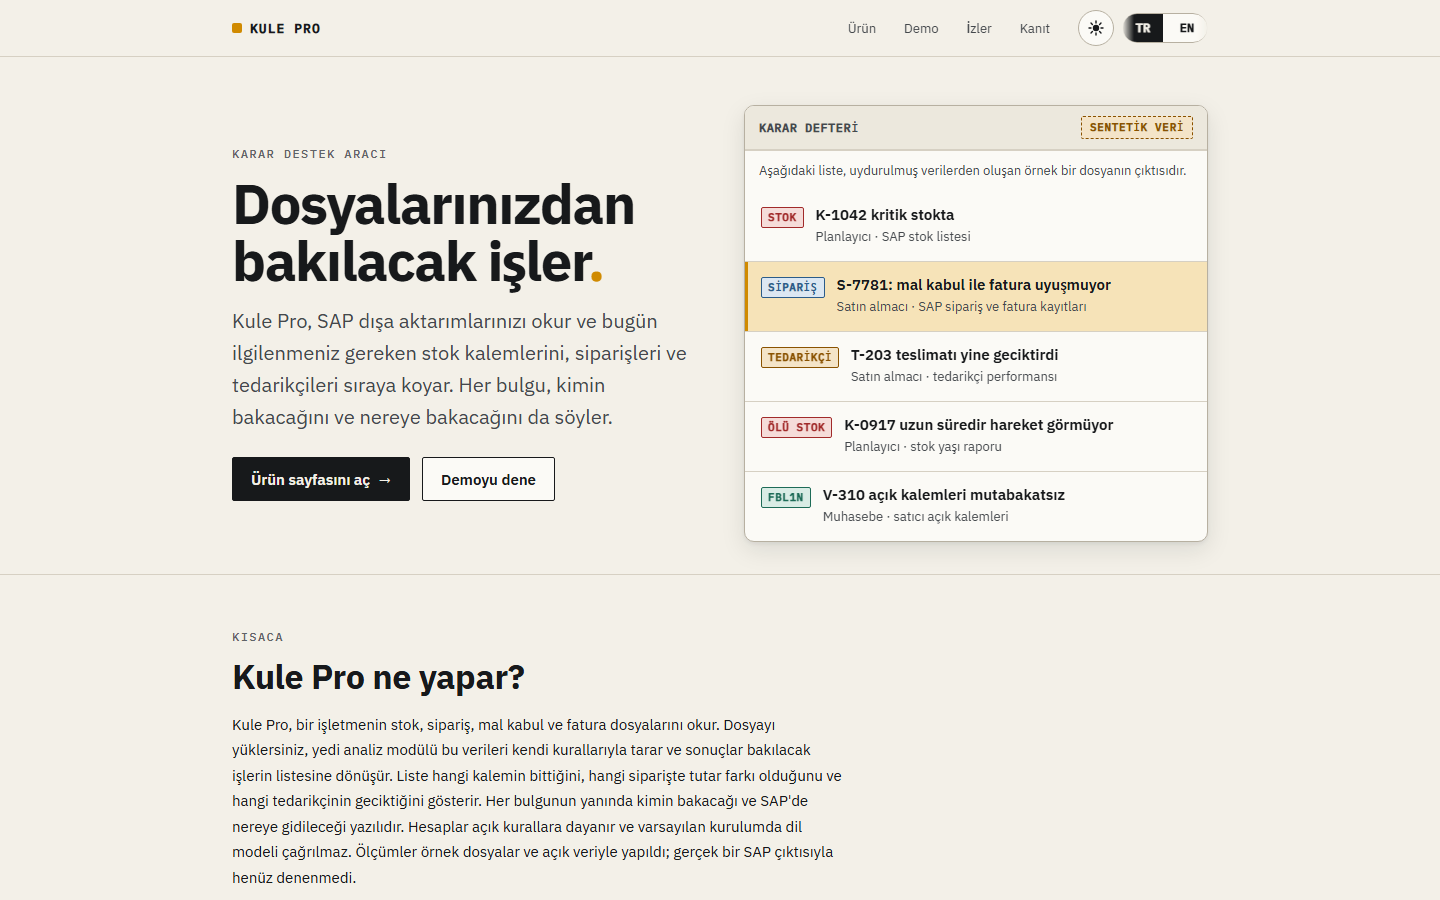 KULE PRO
Ürün
Demo
İzler
Kanıt
TR
EN
KARAR DESTEK ARACI
Dosyalarınızdan
bakılacak işler.
Kule Pro, SAP dışa aktarımlarınızı okur ve bugün
ilgilenmeniz gereken stok kalemlerini, siparişleri ve
tedarikçileri sıraya koyar. Her bulgu, kimin
bakacağını ve nereye bakacağını da söyler.
Ürün sayfasını aç →
Demoyu dene
KARAR DEFTERİ
SENTETİK VERİ
Aşağıdaki liste, uydurulmuş verilerden oluşan örnek bir dosyanın çıktısıdır.
STOK
K-1042 kritik stokta
Planlayıcı · SAP stok listesi
SİPARİŞ
S-7781: mal kabul ile fatura uyuşmuyor
Satın almacı · SAP sipariş ve fatura kayıtları
TEDARİKÇİ
T-203 teslimatı yine geciktirdi
Satın almacı · tedarikçi performansı
ÖLÜ STOK
K-0917 uzun süredir hareket görmüyor
Planlayıcı · stok yaşı raporu
FBL1N
V-310 açık kalemleri mutabakatsız
Muhasebe · satıcı açık kalemleri
KISACA
Kule Pro ne yapar?
Kule Pro, bir işletmenin stok, sipariş, mal kabul ve fatura dosyalarını okur. Dosyayı
yüklersiniz, yedi analiz modülü bu verileri kendi kurallarıyla tarar ve sonuçlar bakılacak
işlerin listesine dönüşür. Liste hangi kalemin bittiğini, hangi siparişte tutar farkı olduğunu ve
hangi tedarikçinin geciktiğini gösterir. Her bulgunun yanında kimin bakacağı ve SAP'de
nereye gidileceği yazılıdır. Hesaplar açık kurallara dayanır ve varsayılan kurulumda dil
modeli çağrılmaz. Ölçümler örnek dosyalar ve açık veriyle yapıldı; gerçek bir SAP çıktısıyla
henüz denenmedi.